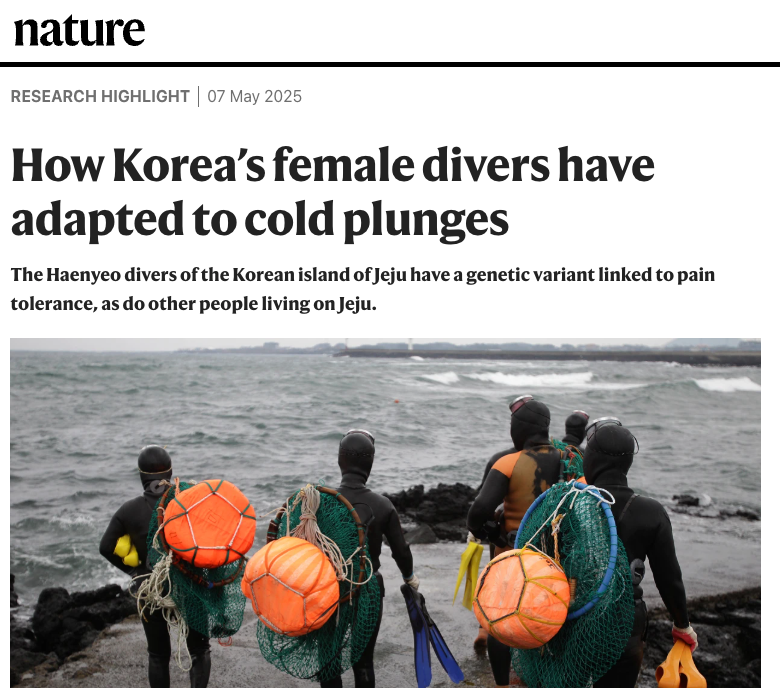 nature
RESEARCH HIGHLIGHT | 07 May 2025
How Korea’s female divers have
adapted to cold plunges
The Haenyeo divers of the Korean island of Jeju have a genetic variant linked to pain
tolerance, as do other people living on Jeju.